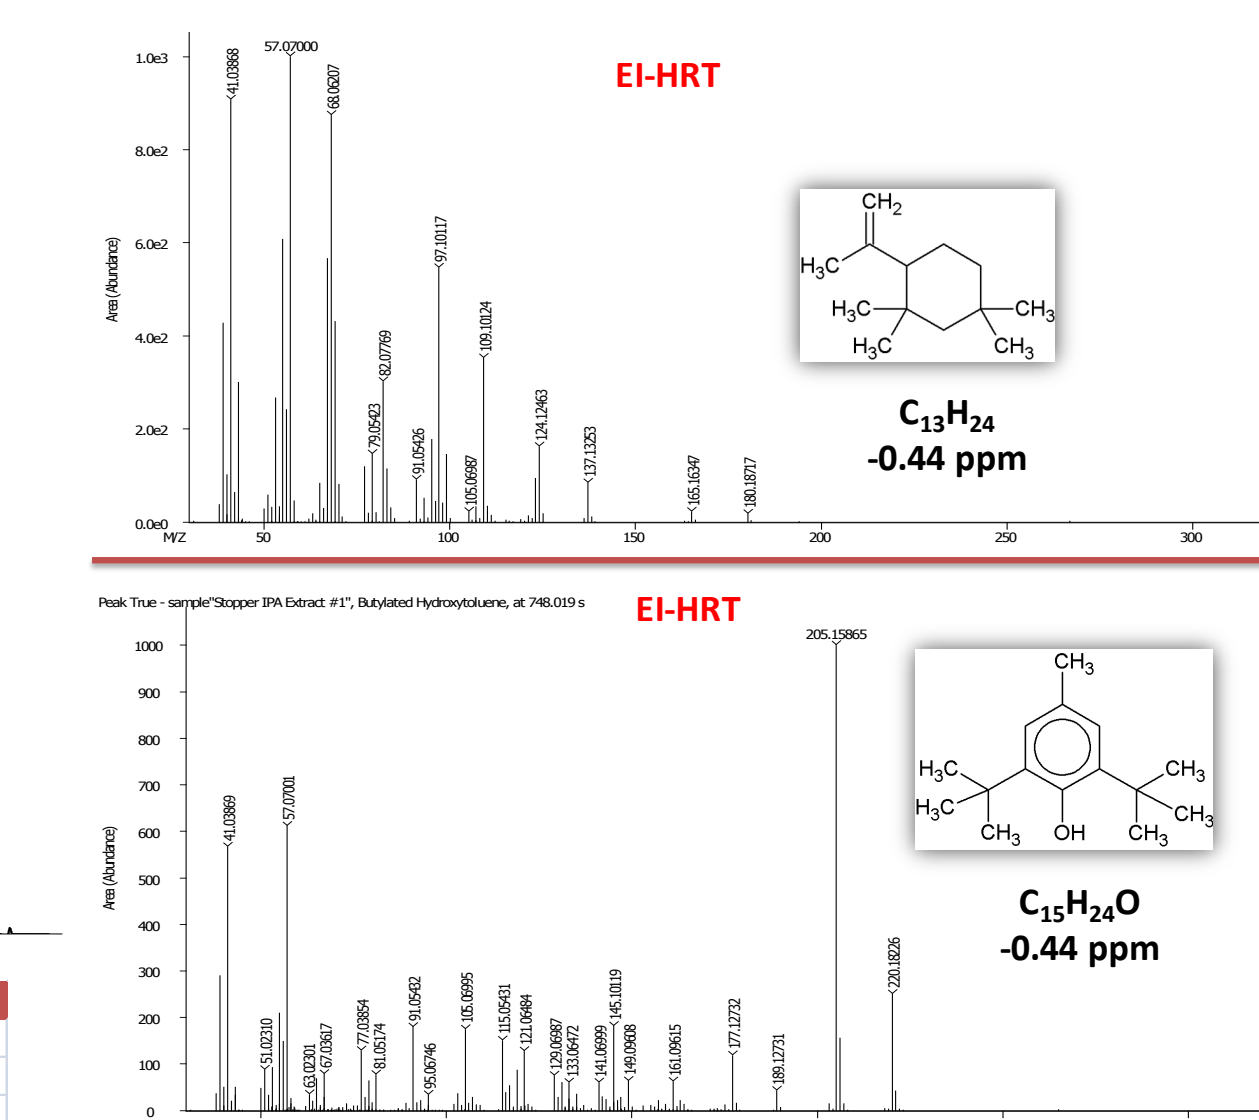 EI-HRT
57.07000
41.03868
68.06207
97.10117
109.10124
82.07769
124.12463
79.05423
91.05426
105.06987
137.13253
165.16347
180.18717
1.0e3
8.0e2
6.0e2
4.0e2
2.0e2
0.0e0
Area (Abundance)
M/Z 50 100 150 200 250 300
CH2
H3C
H3C CH3
H3C CH3
C13H24
-0.44 ppm
Peak True - sample"Stopper IPA Extract #1", Butylated Hydroxytoluene, at 748.019 s
EI-HRT
205.15865
57.07001
41.03869
220.18226
51.02310
63.02301
67.03617
77.03854
81.05174
91.05432
95.06746
105.06995
115.05431
121.06484
129.06987
133.06472
141.06999
145.10119
149.09608
161.09615
177.12732
189.12731
1000
900
800
700
600
500
400
300
200
100
0
Area (Abundance)
CH3
H3C CH3
H3C CH3
CH3 OH CH3
C15H24O
-0.44 ppm